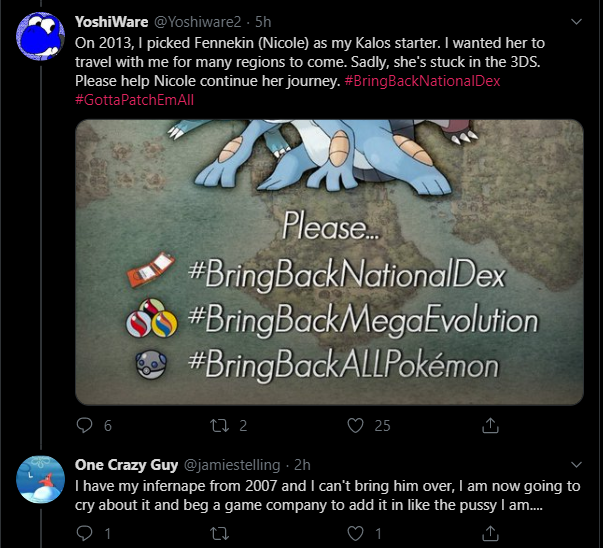 YoshiWare @Yoshiware2 · 5h
On 2013, I picked Fennekin (Nicole) as my Kalos starter. I wanted her to
travel with me for many regions to come. Sadly, she's stuck in the 3DS.
Please help Nicole continue her journey. #BringBackNationalDex
#GottaPatchEmAll
Please...
#BringBackNationalDex
#BringBackMegaEvolution
#BringBackALLPokémon
6 2 25
One Crazy Guy @jamiestelling · 2h
I have my infernape from 2007 and I can't bring him over, I am now going to
cry about it and beg a game company to add it in like the pussy I am....
1 1